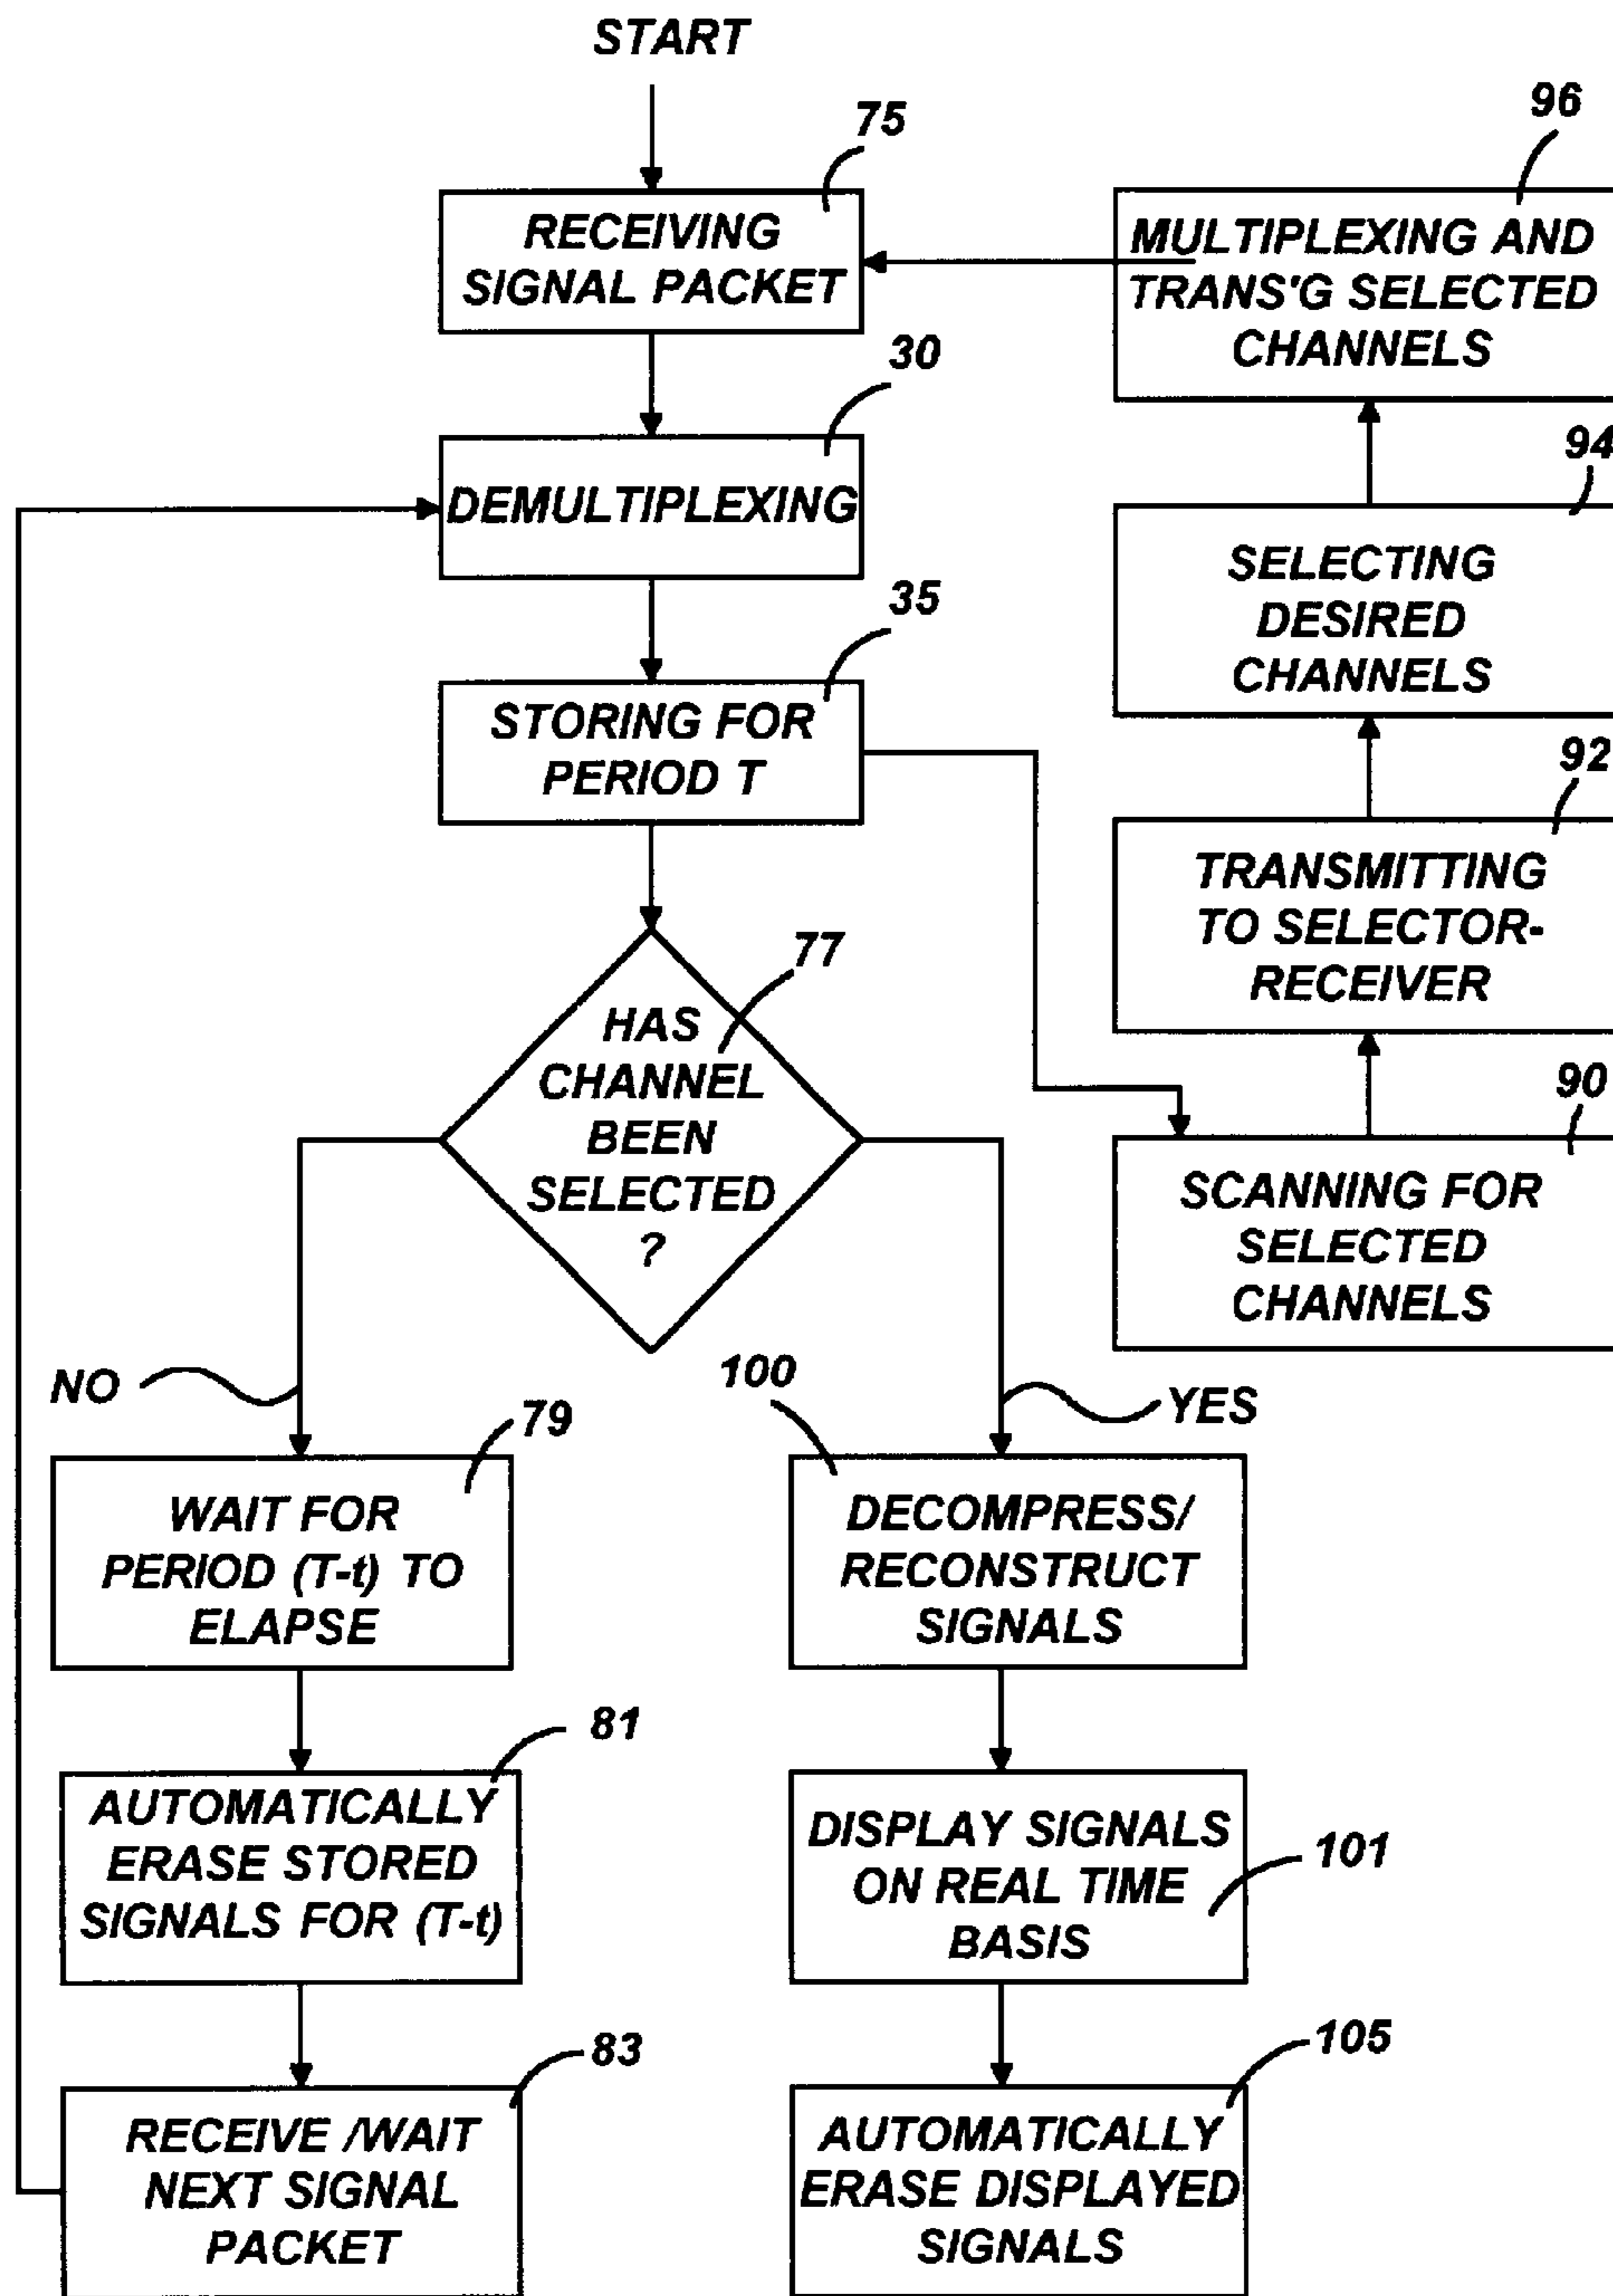 START
75
RECEIVING
SIGNAL PACKET
96
MULTIPLEXING AND
TRANS'G SELECTED
CHANNELS
30
DEMULTIPLEXING
94
SELECTING
DESIRED
CHANNELS
35
STORING FOR
PERIOD T
92
TRANSMITTING
TO SELECTOR-
RECEIVER
77
HAS
CHANNEL
BEEN
SELECTED
?
90
SCANNING FOR
SELECTED
CHANNELS
NO
YES
79
WAIT FOR
PERIOD (T-t) TO
ELAPSE
100
DECOMPRESS/
RECONSTRUCT
SIGNALS
81
AUTOMATICALLY
ERASE STORED
SIGNALS FOR (T-t)
DISPLAY SIGNALS
ON REAL TIME
BASIS
101
83
RECEIVE /WAIT
NEXT SIGNAL
PACKET
105
AUTOMATICALLY
ERASE DISPLAYED
SIGNALS